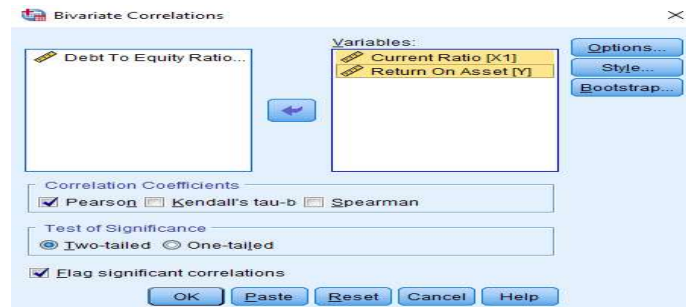 Bivariate Correlations
Variables:
Debt To Equity Ratio...
Current Ratio [X1]
Return On Asset [Y]
Options...
Style...
Bootstrap...
Correlation Coefficients
Pearson Kendall's tau-b Spearman
Test of Significance
Two-tailed One-tailed
Flag significant correlations
OK Paste Reset Cancel Help